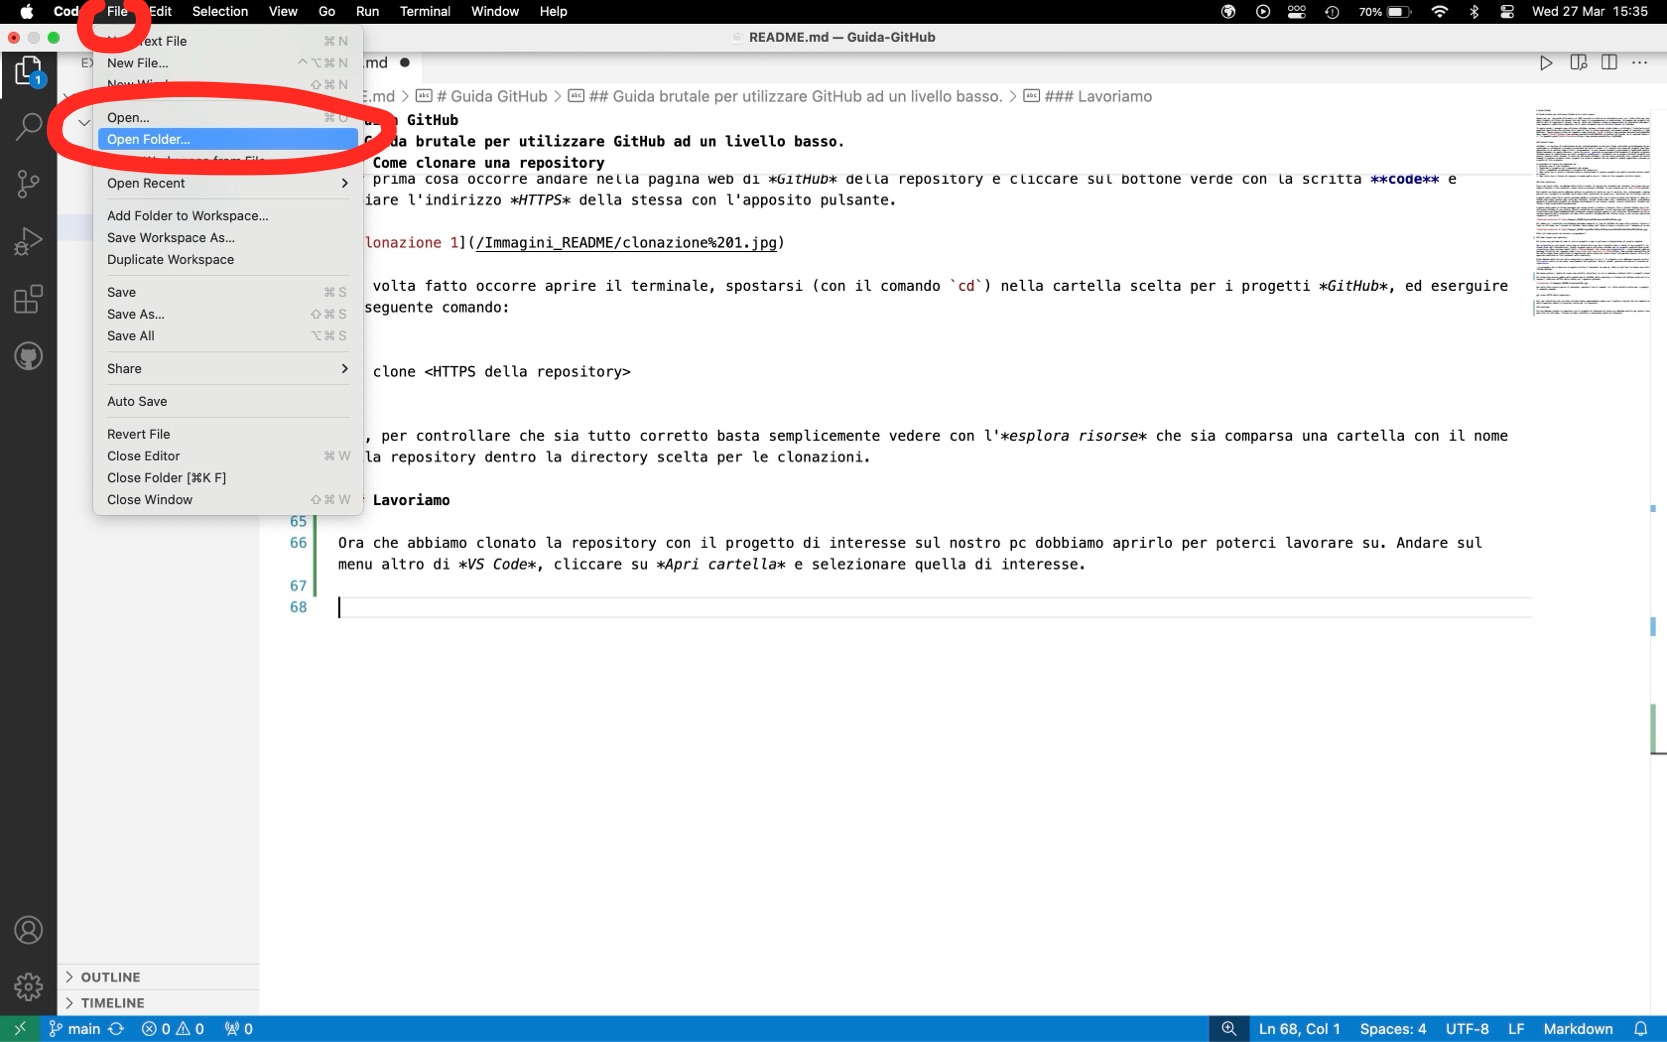 File Edit Selection View Go Run Terminal Window Help 70% Wed 27 Mar 15:35
README.md — Guida-GitHub
Text File ⌘ N
New File... ^⌥⌘ N
⇧⌘ N
.md
Open...
Open Folder...
Open Recent
Add Folder to Workspace...
Save Workspace As...
Duplicate Workspace
Save ⌘ S
Save As... ⇧⌘ S
Save All ⌥⌘ S
Share
Auto Save
Revert File
Close Editor ⌘ W
Close Folder [⌘K F]
Close Window ⇧⌘ W
1
.md > # Guida GitHub > ## Guida brutale per utilizzare GitHub ad un livello basso. > ### Lavoriamo
GitHub
brutale per utilizzare GitHub ad un livello basso.
Come clonare una repository
prima cosa occorre andare nella pagina web di *GitHub* della repository e cliccare sul bottone verde con la scritta **code** e
iare l'indirizzo *HTTPS* della stessa con l'apposito pulsante.
lonazione 1](/Immagini_README/clonazione%201.jpg)
volta fatto occorre aprire il terminale, spostarsi (con il comando `cd`) nella cartella scelta per i progetti *GitHub*, ed eserguire
seguente comando:
clone <HTTPS della repository>
, per controllare che sia tutto corretto basta semplicemente vedere con l'*esplora risorse* che sia comparsa una cartella con il nome
la repository dentro la directory scelta per le clonazioni.
Lavoriamo
65
66 Ora che abbiamo clonato la repository con il progetto di interesse sul nostro pc dobbiamo aprirlo per poterci lavorare su. Andare sul
menu altro di *VS Code*, cliccare su *Apri cartella* e selezionare quella di interesse.
67
68
OUTLINE
TIMELINE
main 0 0 0 Ln 68, Col 1 Spaces: 4 UTF-8 LF Markdown